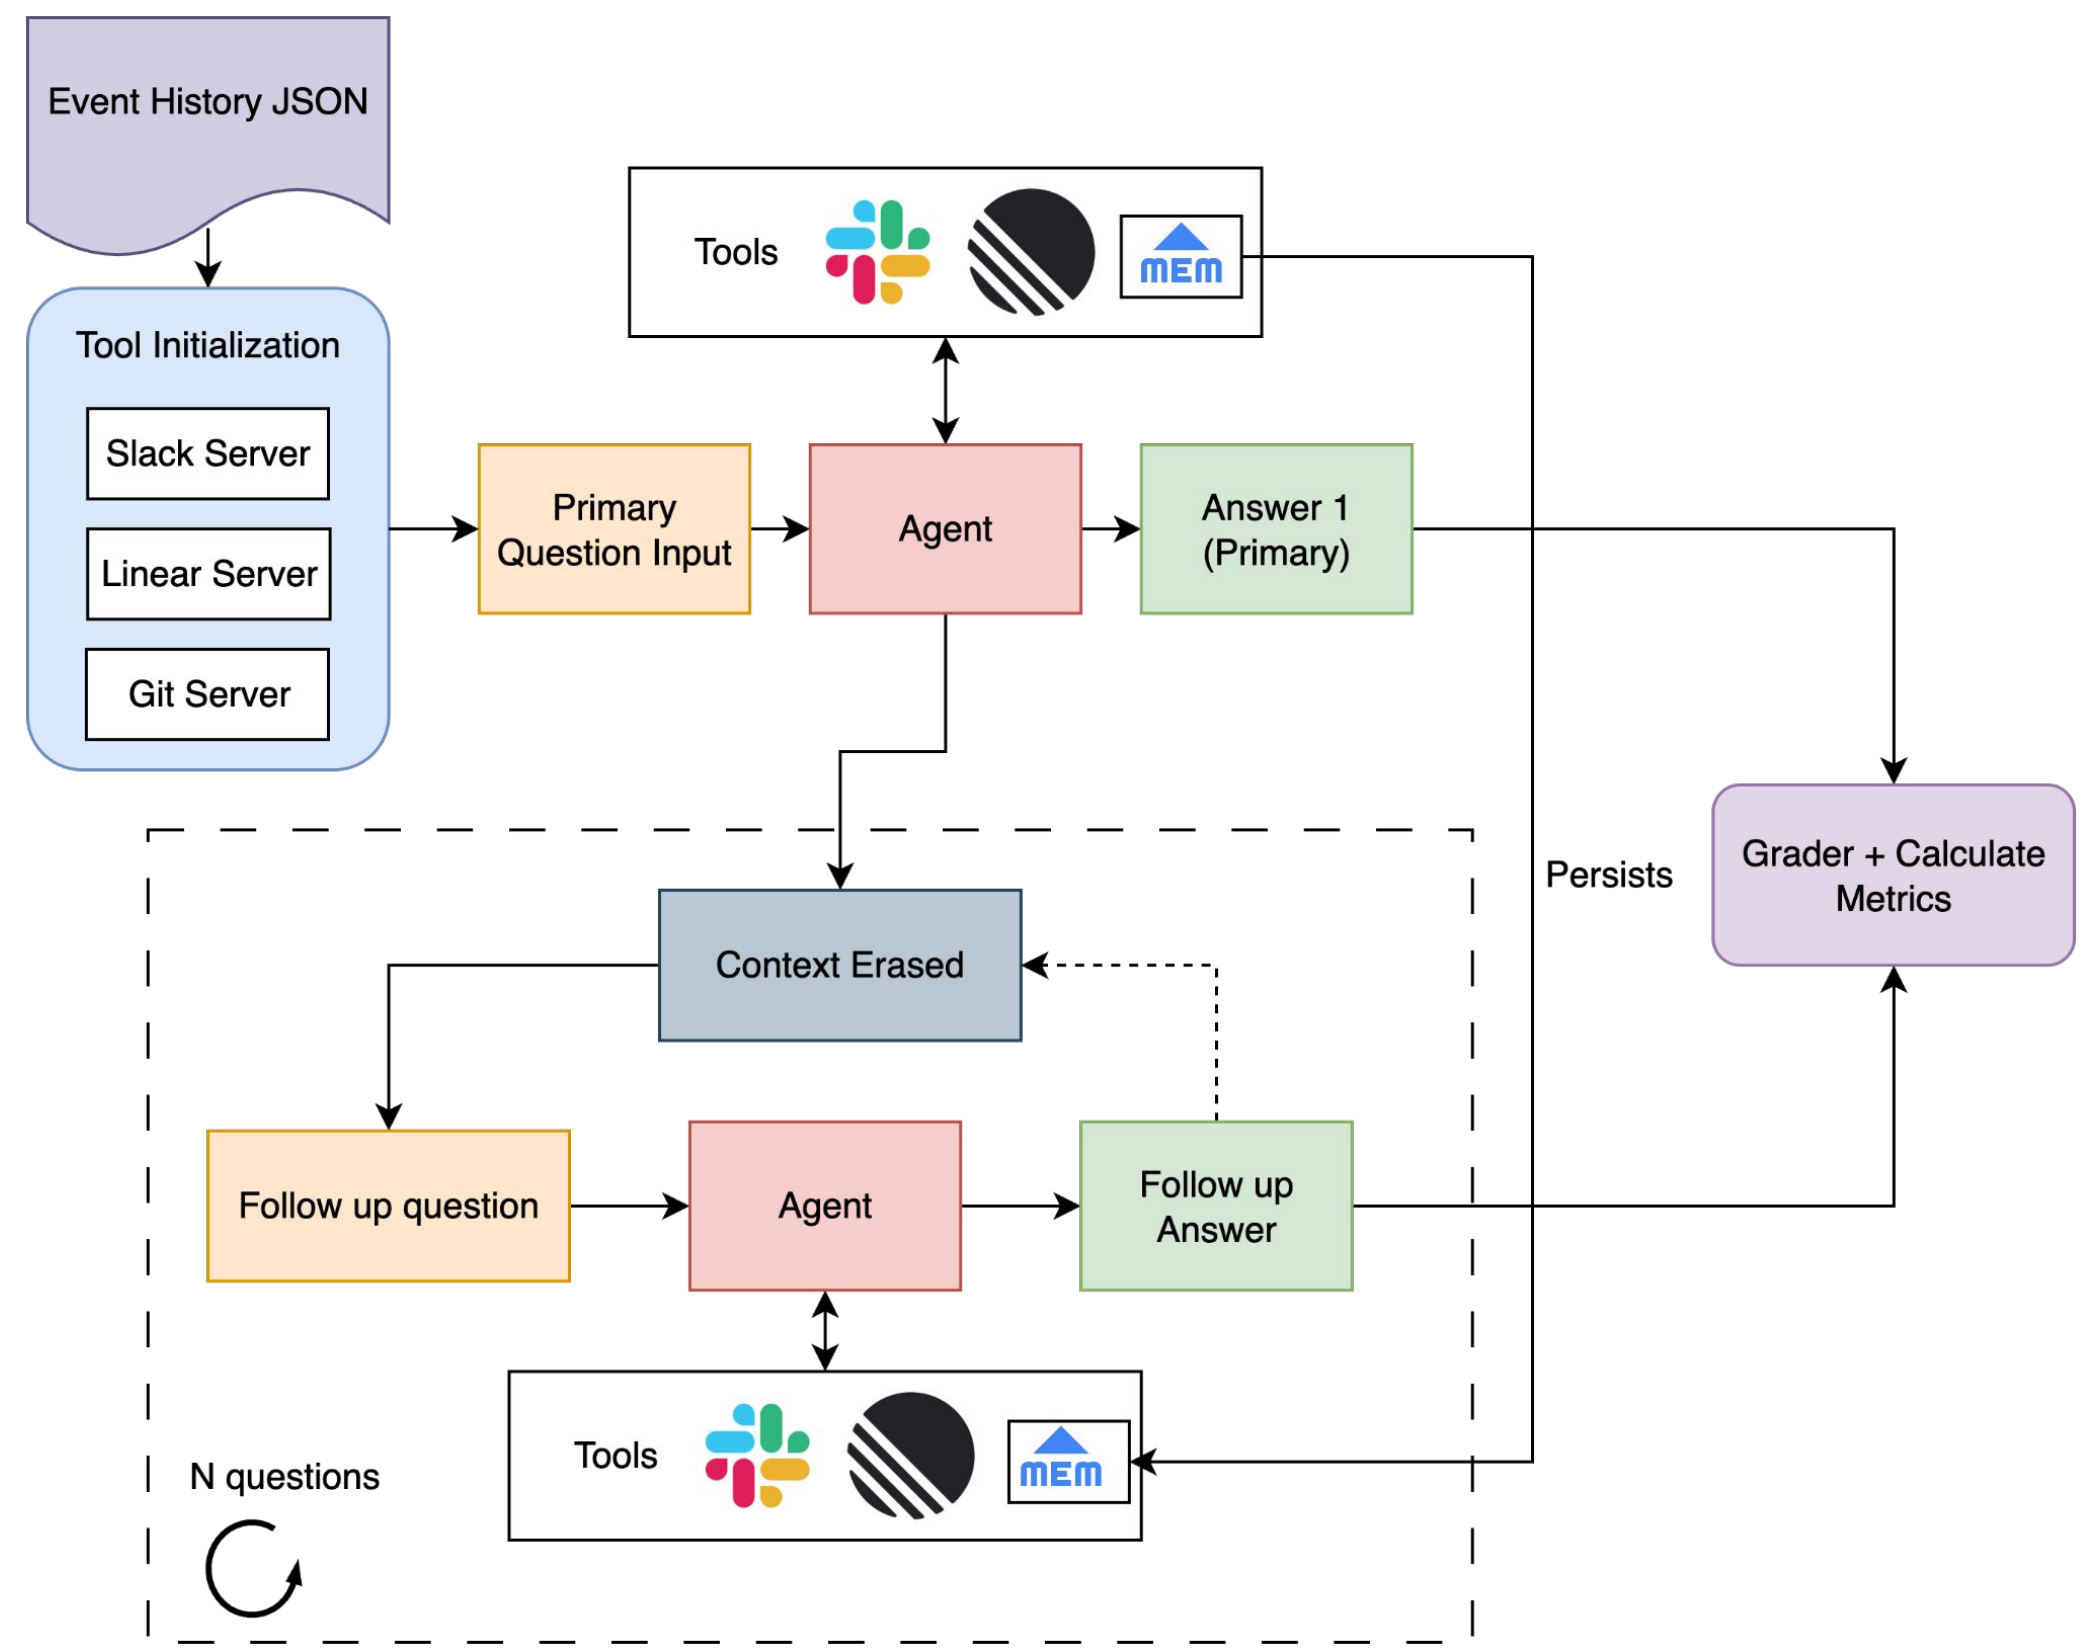 Event History JSON
Tool Initialization
Slack Server
Linear Server
Git Server
Tools
MEM
Primary
Question Input
Agent
Answer 1
(Primary)
Persists
Grader + Calculate
Metrics
Context Erased
Follow up question
Agent
Follow up
Answer
Tools
MEM
N questions